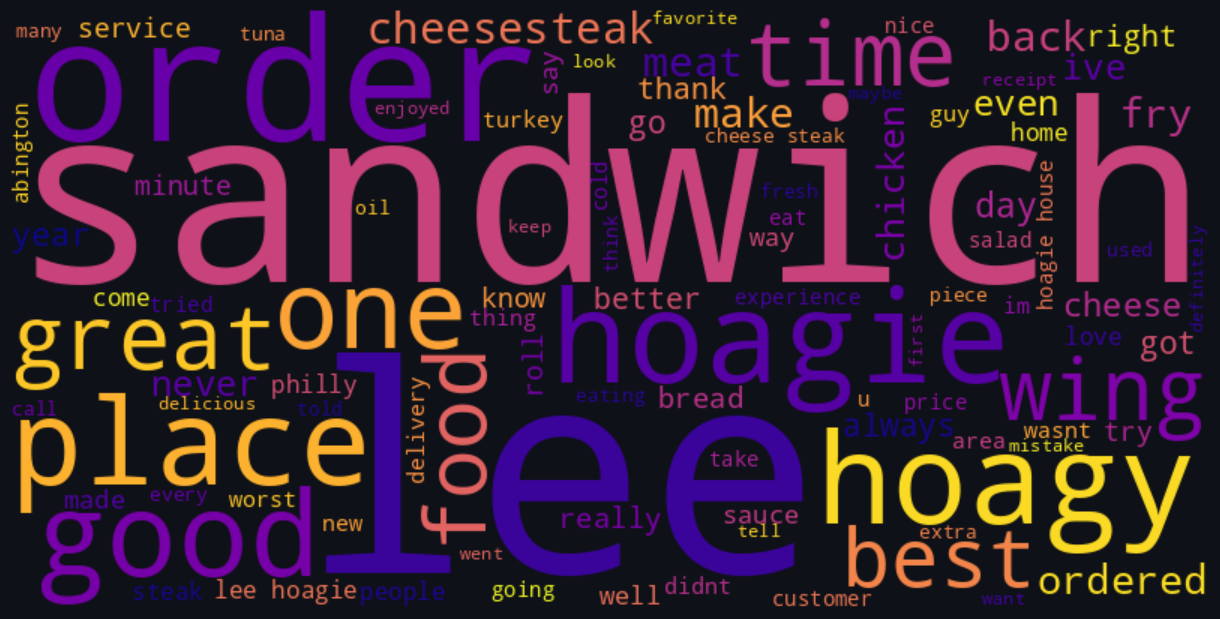 many service tuna cheesesteak favorite nice back right
order say look meat time receipt ive
enjoyed thank maybe
abington turkey go make cheese steak chicken guy even home fry
sandwich
minute oil keep cold think fresh eat way day salad hoagie house used definitely
year
come tried one know better experience piece im cheese
great thing roll hoagie first love got
never philly food
call delicious told delivery eating bread u price wing
place lee always area wasnt mistake try
made every worst take hoagy
good new really sauce tell best extra
went
steak lee hoagie people going well didnt customer want ordered